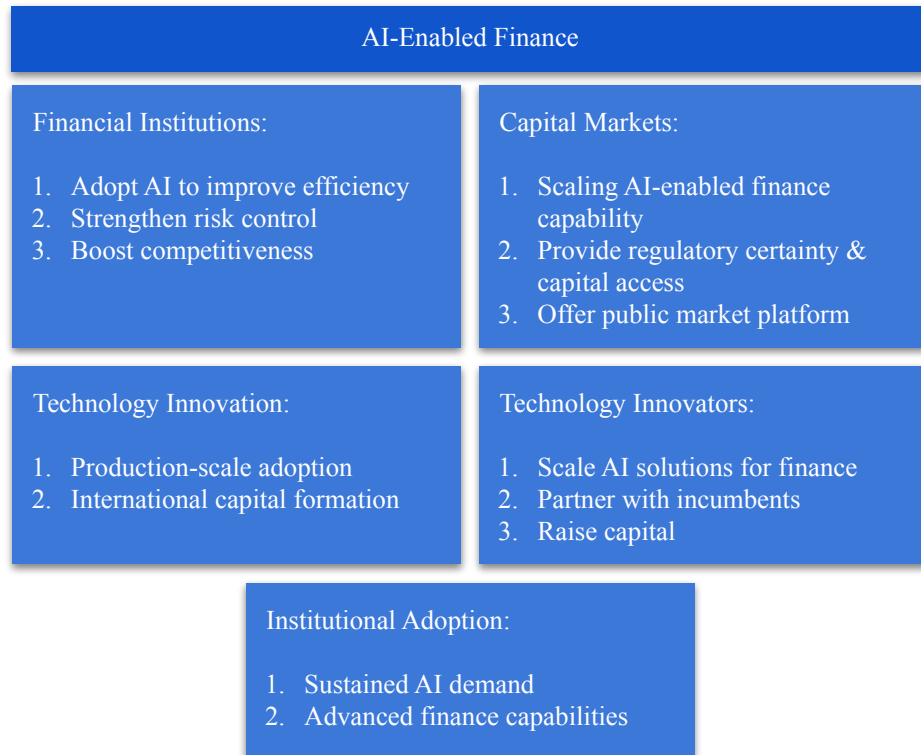 AI-Enabled Finance
Financial Institutions:
1. Adopt AI to improve efficiency
2. Strengthen risk control
3. Boost competitiveness
Capital Markets:
1. Scaling AI-enabled finance
capability
2. Provide regulatory certainty &
capital access
3. Offer public market platform
Technology Innovation:
1. Production-scale adoption
2. International capital formation
Technology Innovators:
1. Scale AI solutions for finance
2. Partner with incumbents
3. Raise capital
Institutional Adoption:
1. Sustained AI demand
2. Advanced finance capabilities